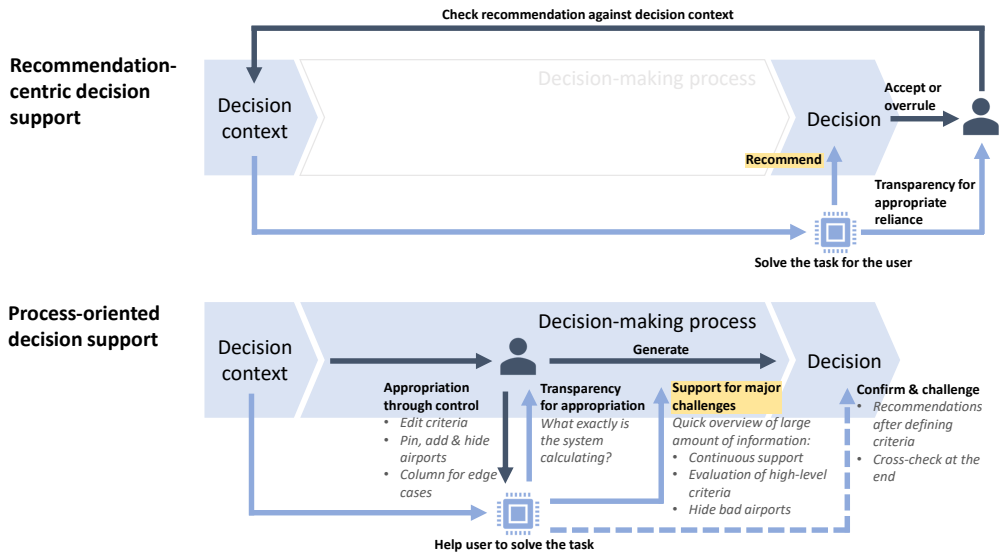 Check recommendation against decision context
Recommendation-
centric decision
support
Decision-making process
Decision
context
Decision
Accept or
overrule
Recommend
Transparency for
appropriate
reliance
Solve the task for the user
Process-oriented
decision support
Decision-making process
Decision
context
Generate
Decision
Appropriation
through control
• Edit criteria
• Pin, add & hide
airports
• Column for edge
cases
Transparency
for appropriation
What exactly is
the system
calculating?
Support for major
challenges
Quick overview of large
amount of information:
• Continuous support
• Evaluation of high-level
criteria
• Hide bad airports
Confirm & challenge
• Recommendations
after defining
criteria
• Cross-check at the
end
Help user to solve the task